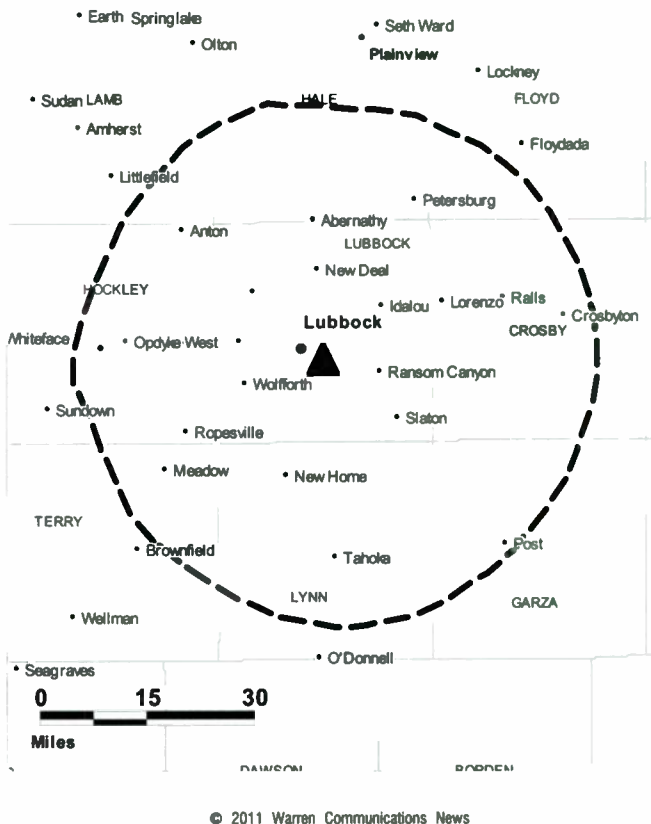 Earth Springlake
Seth Ward
Olton
Plainview
Lockney
Sudan LAMB
HALE
FLOYD
Amherst
Floydada
Littlefield
Petersburg
Abernathy
Anton
LUBBOCK
New Deal
HOCKLEY
Idalou
Lorenzo
Ralls
Crosbyton
Lubbock
CROSBY
Whiteface
Opdyke West
Ransom Canyon
Wolfforth
Sundown
Slaton
Ropesville
Meadow
New Home
TERRY
Brownfield
Post
Tahoka
LYNN
GARZA
Wellman
O'Donnell
Seagraves
0 15 30
Miles
DAWSON
BORDEN
© 2011 Warren Communications News